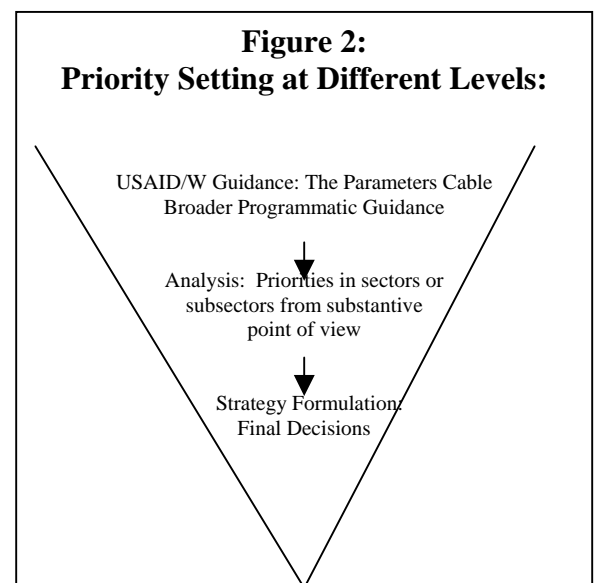 Figure 2:
Priority Setting at Different Levels:
USAID/W Guidance: The Parameters Cable
Broader Programmatic Guidance
Analysis:  Priorities in sectors or
subsectors from substantive
point of view
Strategy Formulation:
Final Decisions